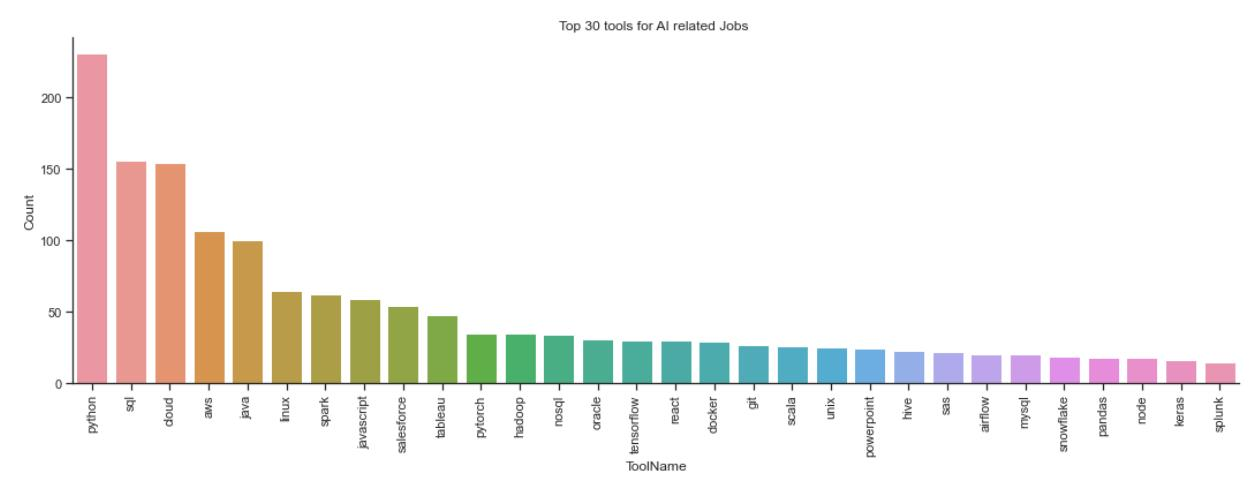 Top 30 tools for AI related Jobs
Count
200
150
100
50
0
python
sql
cloud
aws
java
linux
spark
javascript
salesforce
tableau
pytorch
hadoop
nosql
oracle
tensorflow
react
docker
git
scala
unix
powerpoint
hive
sas
airflow
mysql
snowflake
pandas
node
keras
splunk
ToolName